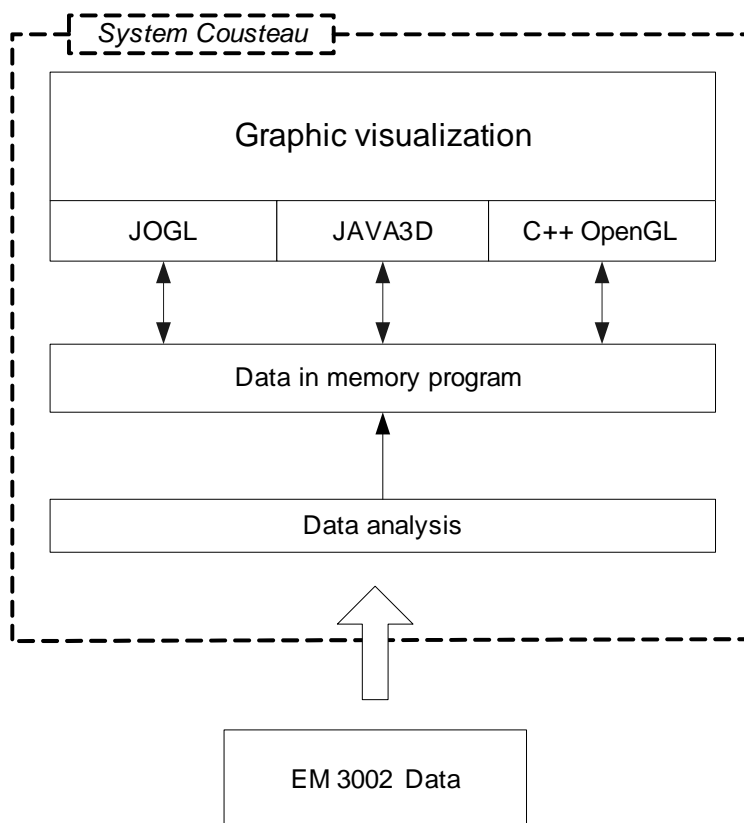 System Cousteau
Graphic visualization
JOGL
JAVA3D
C++ OpenGL
Data in memory program
Data analysis
EM 3002 Data